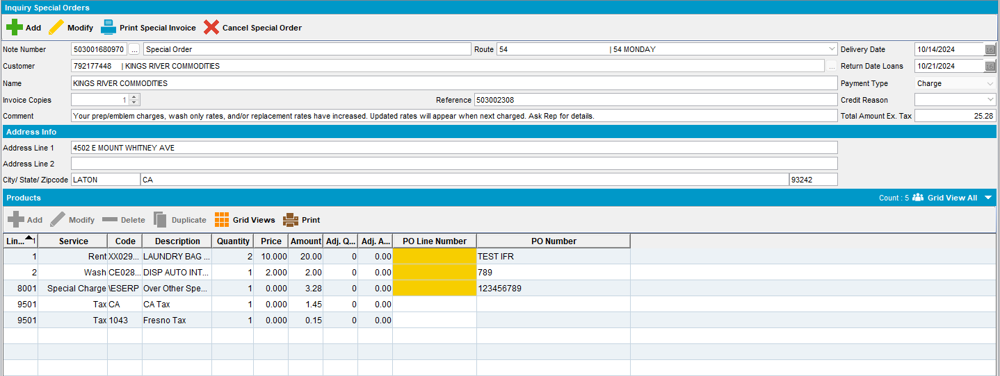 Inquiry Special Orders
Add Modify Print Special Invoice Cancel Special Order
Note Number 503001680970 ... Special Order Route 54 | 54 MONDAY Delivery Date 10/14/2024
Customer 792177448 | KINGS RIVER COMMODITIES ... Return Date Loans 10/21/2024
Name KINGS RIVER COMMODITIES Payment Type Charge
Invoice Copies 1 Reference 503002308 Credit Reason
Comment Your prep/emblem charges, wash only rates, and/or replacement rates have increased. Updated rates will appear when next charged. Ask Rep for details. Total Amount Ex. Tax 25.28
Address Info
Address Line 1 4502 E MOUNT WHITNEY AVE
Address Line 2
City/ State/ Zipcode LATON CA 93242
Products Count : 5 Grid View All
Add Modify Delete Duplicate Grid Views Print
Lin... 1 Service Code Description Quantity Price Amount Adj. Q... Adj. A... PO Line Number PO Number
1 Rent XX029... LAUNDRY BAG ... 2 10.000 20.00 0 0.00 TEST IFR
2 Wash CE028... DISP AUTO INT... 1 2.000 2.00 0 0.00 789
8001 Special Charge \ESERP Over Other Spe... 1 0.000 3.28 0 0.00 123456789
9501 Tax CA CA Tax 1 0.000 1.45 0 0.00
9501 Tax 1043 Fresno Tax 1 0.000 0.15 0 0.00